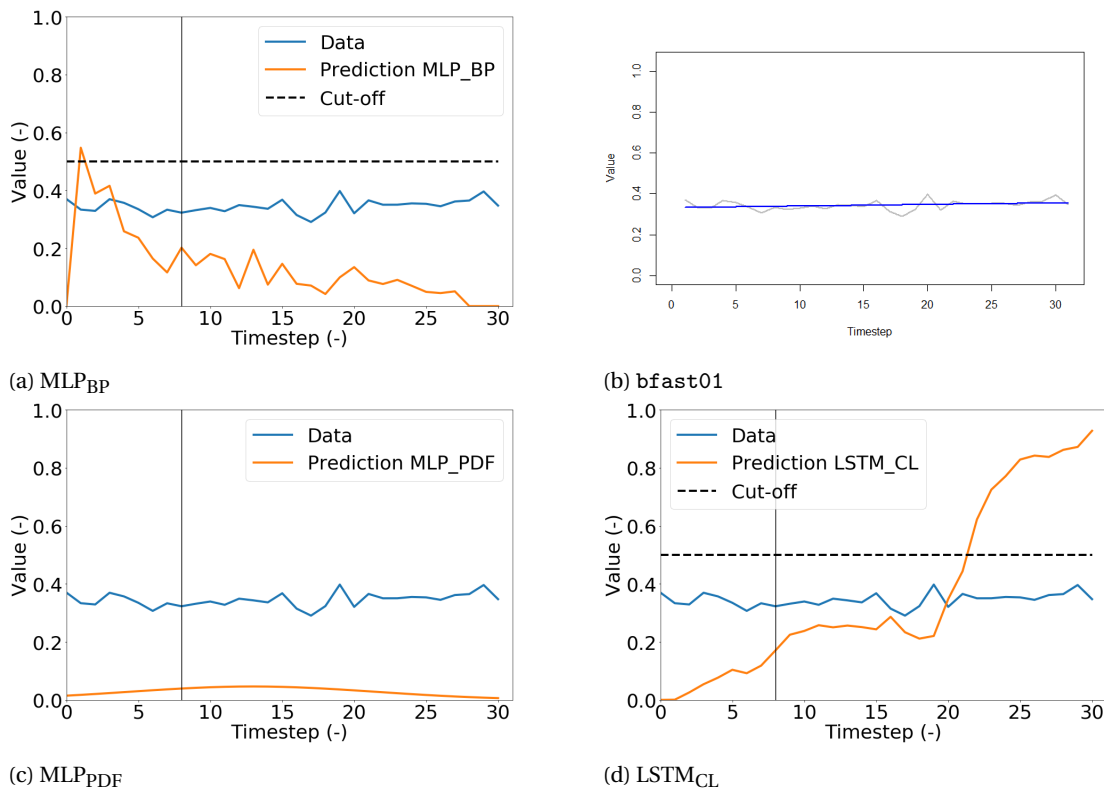 1.0
0.8
0.6
0.4
0.2
0.0
Value (-)
0 5 10 15 20 25 30
Timestep (-)
Data
Prediction MLP_BP
Cut-off
(a) MLPBP
1.0
0.8
0.6
0.4
0.2
0.0
Value
0 5 10 15 20 25 30
Timestep
(b) bfast01
1.0
0.8
0.6
0.4
0.2
0.0
Value (-)
0 5 10 15 20 25 30
Timestep (-)
Data
Prediction MLP_PDF
(c) MLPPDF
1.0
0.8
0.6
0.4
0.2
0.0
Value (-)
0 5 10 15 20 25 30
Timestep (-)
Data
Prediction LSTM_CL
Cut-off
(d) LSTMCL